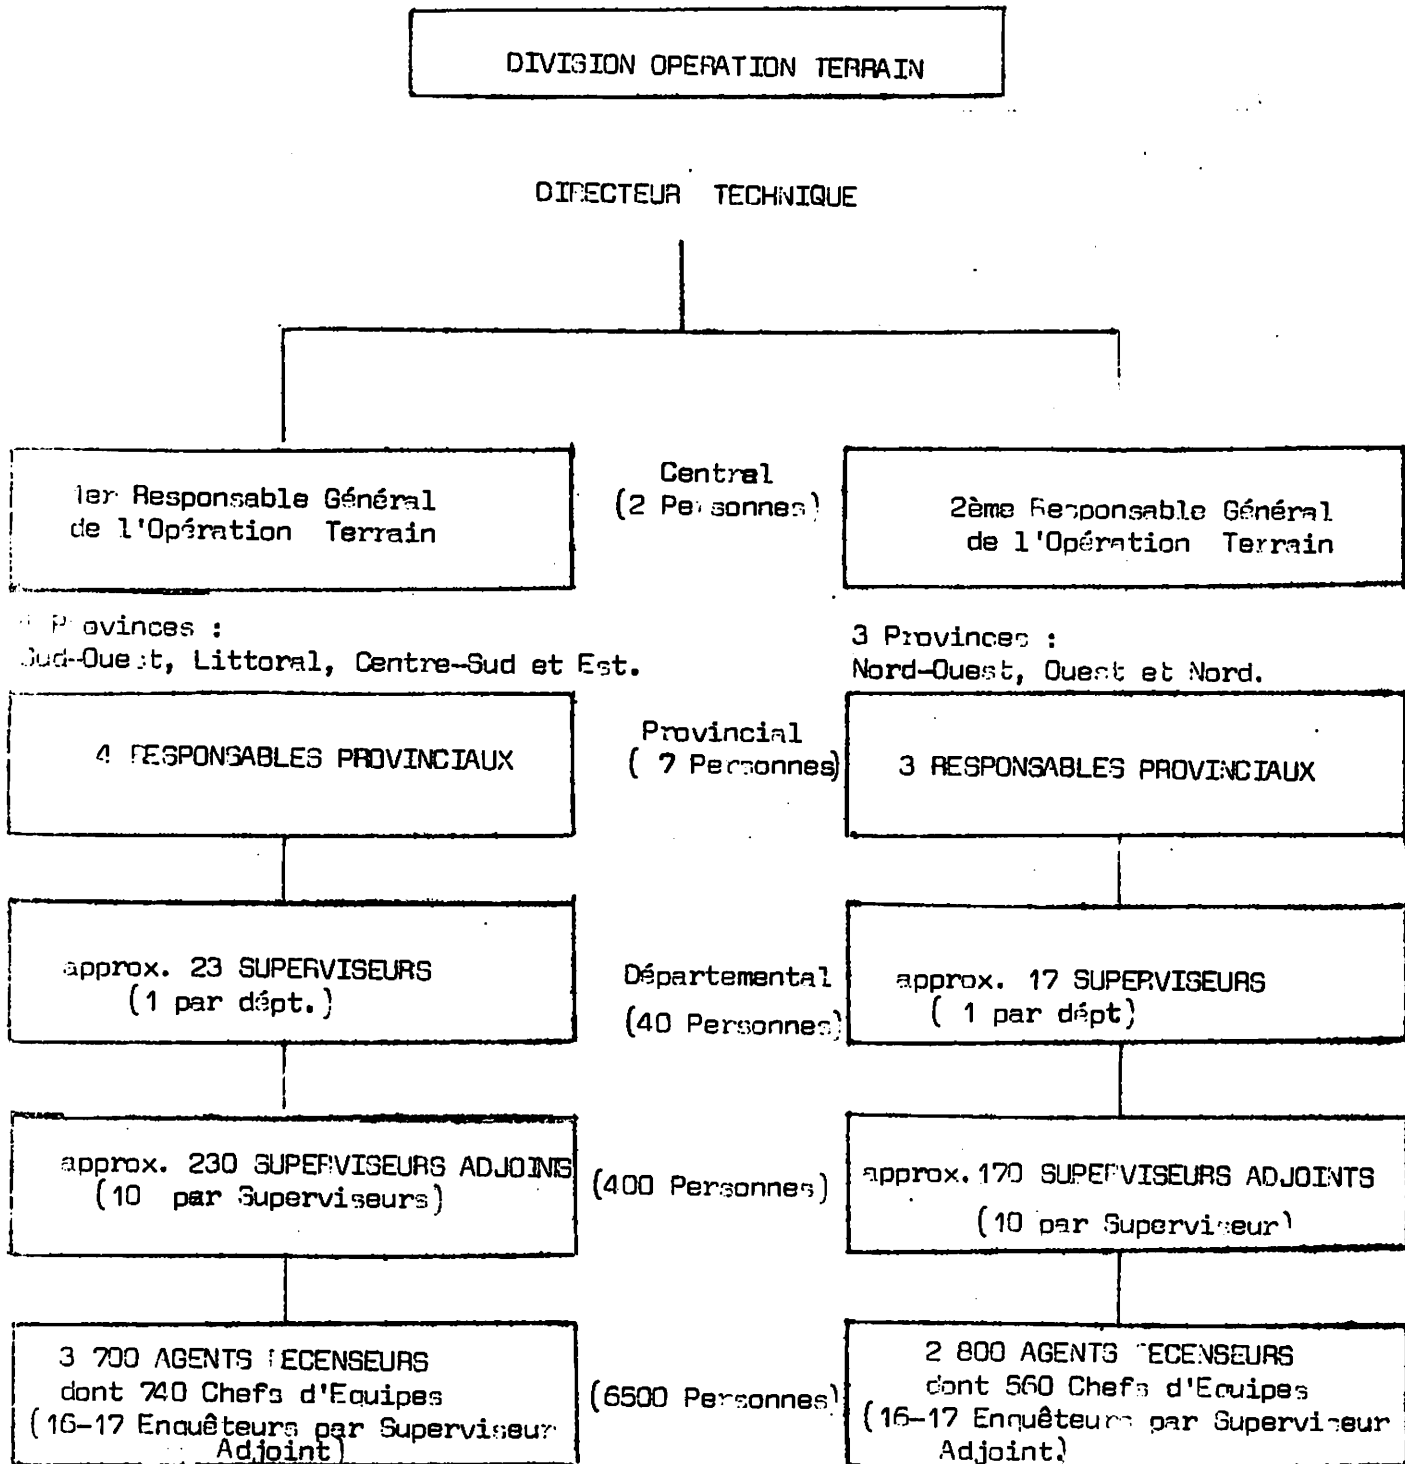 DIVISION OPERATION TERRAIN
DIRECTEUR TECHNIQUE
1er Responsable Général
de l'Opération Terrain
Central
(2 Personnes)
2ème Responsable Général
de l'Opération Terrain
Provinces :
Sud-Ouest, Littoral, Centre-Sud et Est.
3 Provinces :
Nord-Ouest, Ouest et Nord.
4 RESPONSABLES PROVINCIAUX
Provincial
( 7 Personnes)
3 RESPONSABLES PROVINCIAUX
approx. 23 SUPERVISEURS
(1 par dépt.)
Départemental
(40 Personnes)
approx. 17 SUPERVISEURS
( 1 par dépt)
approx. 230 SUPERVISEURS ADJOINTS
(10 par Superviseurs)
(400 Personnes)
approx. 170 SUPERVISEURS ADJOINTS
(10 par Superviseur)
3 700 AGENTS RECENSEURS
dont 740 Chefs d'Equipes
(16-17 Enquêteurs par Superviseur
Adjoint)
(6500 Personnes)
2 800 AGENTS RECENSEURS
dont 560 Chefs d'Equipes
(16-17 Enquêteurs par Superviseur
Adjoint)